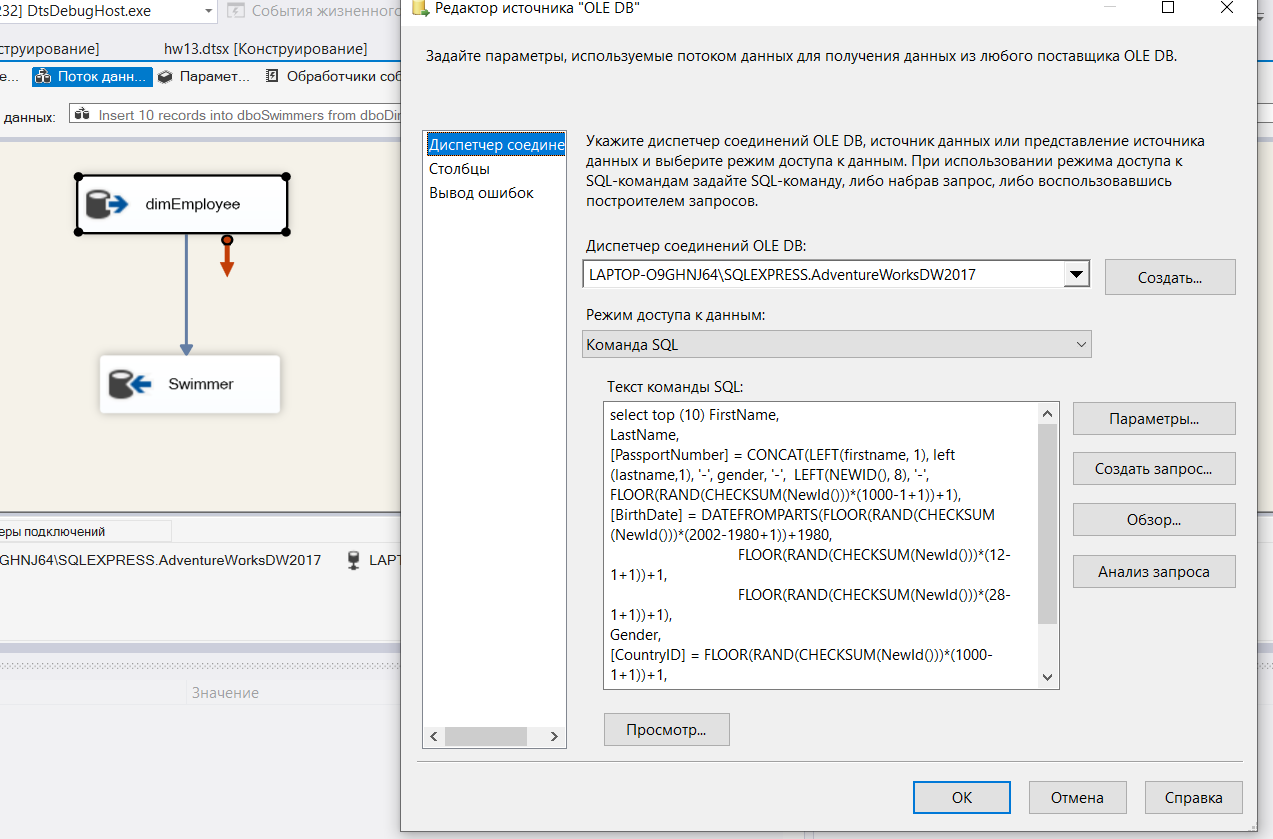 232] DtsDebugHost.exe
События жизненного
Редактор источника "OLE DB"
струирование]
hw13.dtsx [Конструирование]
е...
Поток данн...
Парамет...
Обработчики соб
данных:
Insert 10 records into dboSwimmers from dboDin
dimEmployee
Swimmer
еры подключений
GHNJ64\SQLEXPRESS.AdventureWorksDW2017
LAPT
Значение
Задайте параметры, используемые потоком данных для получения данных из любого поставщика OLE DB.
Диспетчер соедине
Столбцы
Вывод ошибок
Укажите диспетчер соединений OLE DB, источник данных или представление источника
данных и выберите режим доступа к данным. При использовании режима доступа к
SQL-командам задайте SQL-команду, либо набрав запрос, либо воспользовавшись
построителем запросов.
Диспетчер соединений OLE DB:
LAPTOP-O9GHNJ64\SQLEXPRESS.AdventureWorksDW2017
Создать...
Режим доступа к данным:
Команда SQL
Текст команды SQL:
select top (10) FirstName,
LastName,
[PassportNumber] = CONCAT(LEFT(firstname, 1), left
(lastname,1), '-', gender, '-', LEFT(NEWID(), 8), '-',
FLOOR(RAND(CHECKSUM(NewId()))*(1000-1+1))+1),
[BirthDate] = DATEFROMPARTS(FLOOR(RAND(CHECKSUM
(NewId()))*(2002-1980+1))+1980,
FLOOR(RAND(CHECKSUM(NewId()))*(12-
1+1))+1,
FLOOR(RAND(CHECKSUM(NewId()))*(28-
1+1))+1),
Gender,
[CountryID] = FLOOR(RAND(CHECKSUM(NewId()))*(1000-
1+1))+1,
Параметры...
Создать запрос...
Обзор...
Анализ запроса
Просмотр...
ОК
Отмена
Справка